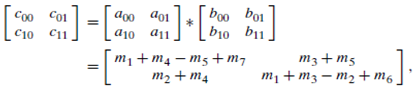 [ c₀₀ c₀₁ ; c₁₀ c₁₁ ] = [ a₀₀ a₀₁ ; a₁₀ a₁₁ ] * [ b₀₀ b₀₁ ; b₁₀ b₁₁ ]
= [ m₁ + m₄ − m₅ + m₇ m₃ + m₅ ; m₂ + m₄ m₁ + m₃ − m₂ + m₆ ],